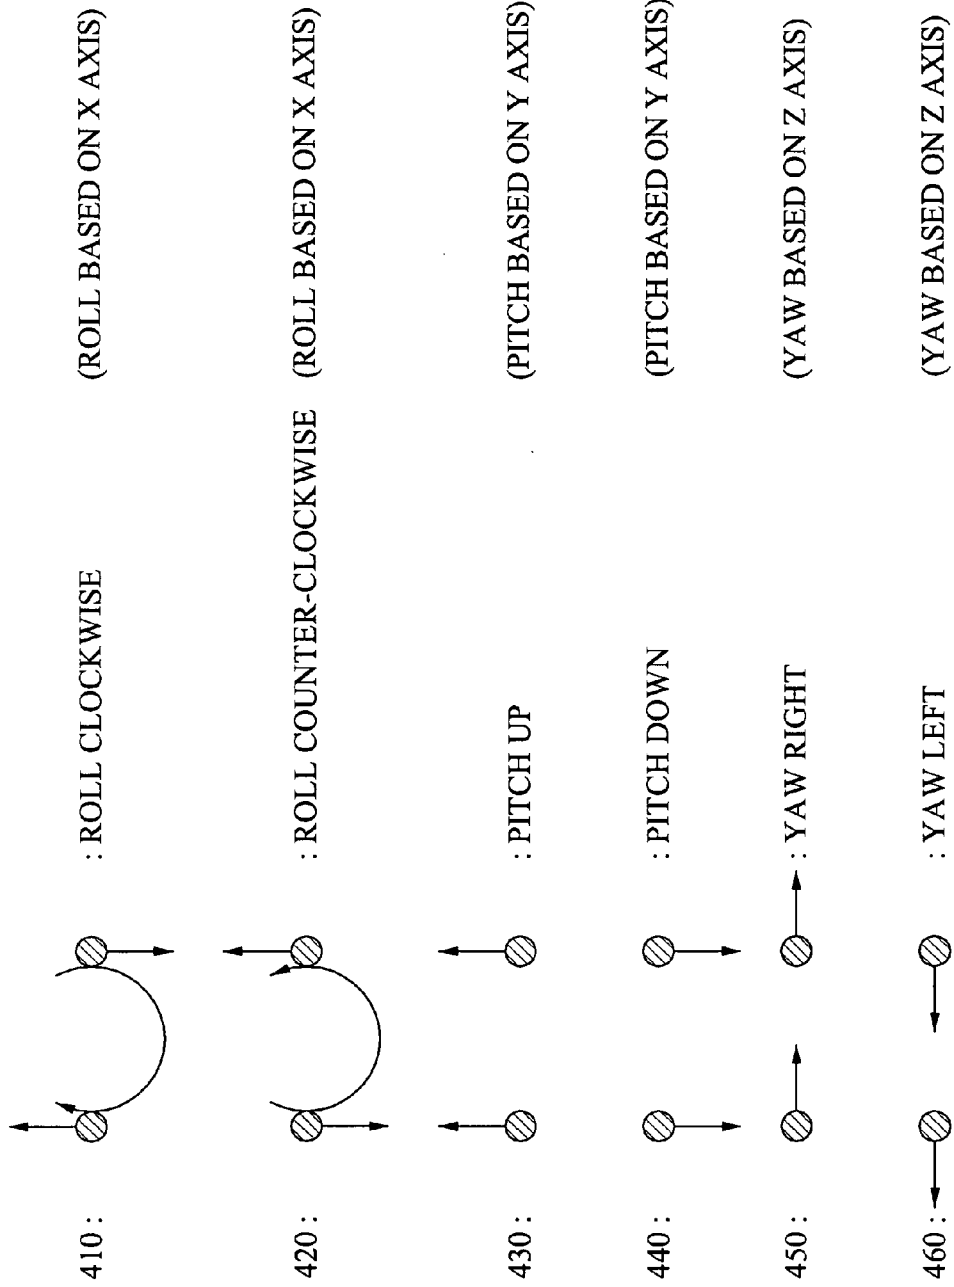 410 : : ROLL CLOCKWISE (ROLL BASED ON X AXIS)
420 : : ROLL COUNTER-CLOCKWISE (ROLL BASED ON X AXIS)
430 : : PITCH UP (PITCH BASED ON Y AXIS)
440 : : PITCH DOWN (PITCH BASED ON Y AXIS)
450 : : YAW RIGHT (YAW BASED ON Z AXIS)
460 : : YAW LEFT (YAW BASED ON Z AXIS)